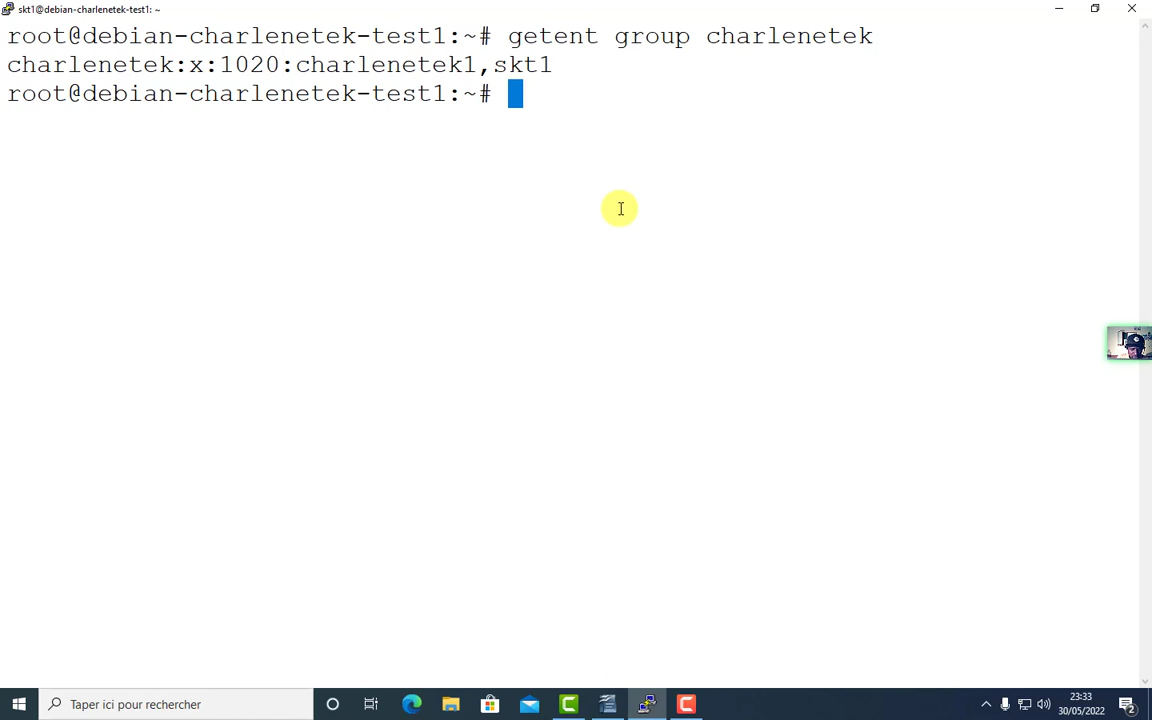 skt1@debian-charlenetek-test1: ~
root@debian-charlenetek-test1:~# getent group charlenetek
charlenetek:x:1020:charlenetek1,skt1
root@debian-charlenetek-test1:~#
Taper ici pour rechercher
23:33
30/05/2022
2